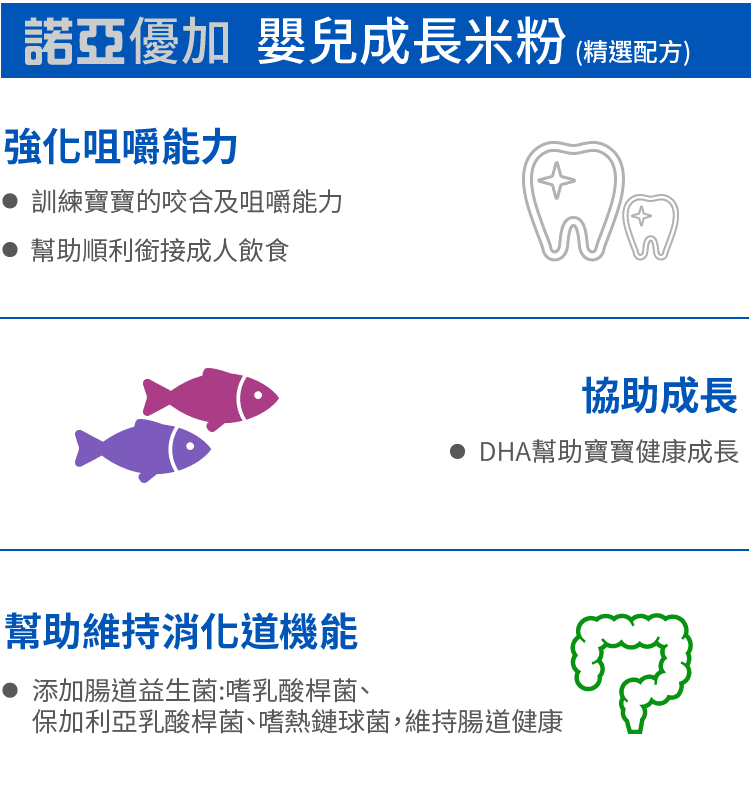 諾亞優加 嬰兒成長米粉(精選配方)
強化咀嚼能力
● 訓練寶寶的咬合及咀嚼能力
● 幫助順利銜接成人飲食
協助成長
● DHA幫助寶寶健康成長
幫助維持消化道機能
● 添加腸道益生菌:嗜乳酸桿菌、
保加利亞乳酸桿菌、嗜熱鏈球菌,維持腸道健康